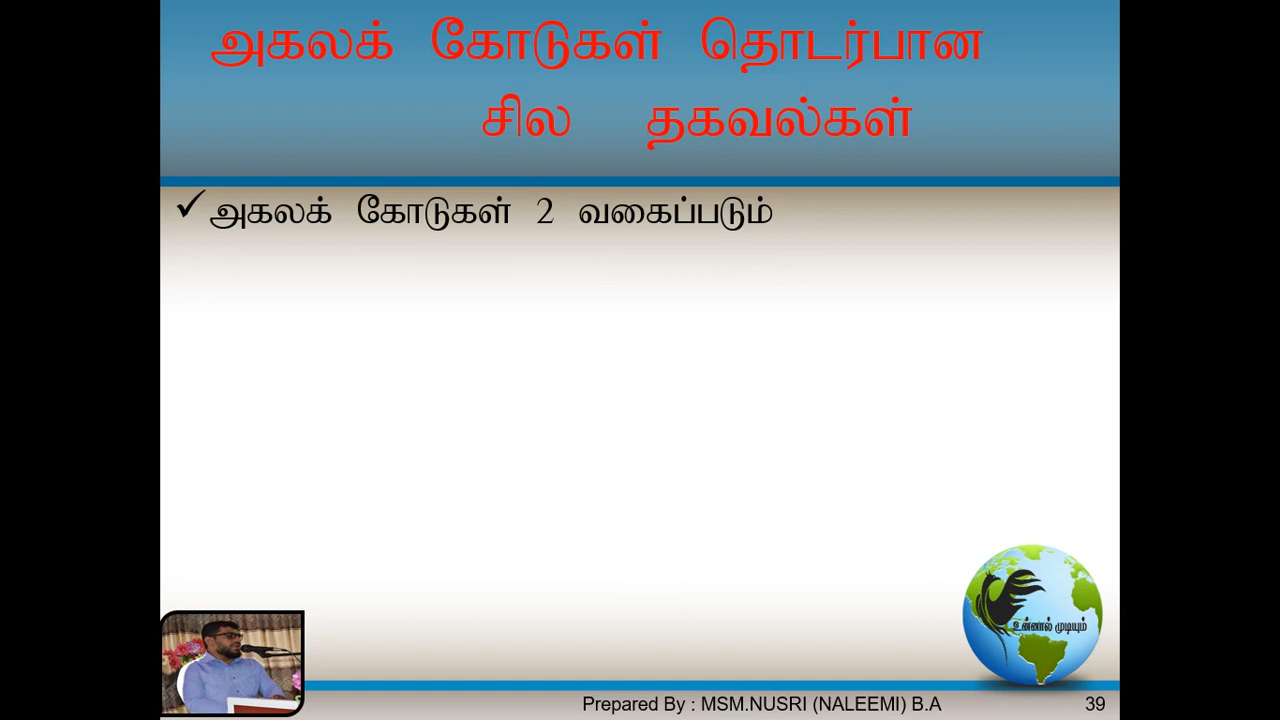 அகலக் கோடுகள் தொடர்பான
சில தகவல்கள்
✓அகலக் கோடுகள் 2 வகைப்படும்
உன்னால் முடியும்
Prepared By : MSM.NUSRI (NALEEMI) B.A
39